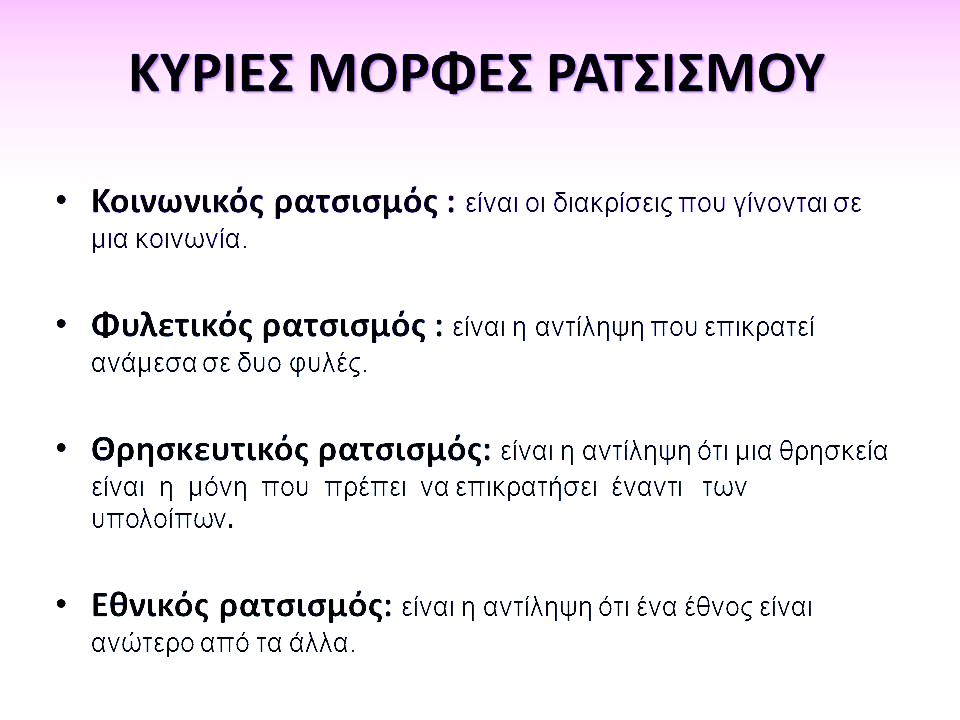 ΚΥΡΙΕΣ ΜΟΡΦΕΣ ΡΑΤΣΙΣΜΟΥ
• Κοινωνικός ρατσισμός : είναι οι διακρίσεις που γίνονται σε
μια κοινωνία.
• Φυλετικός ρατσισμός : είναι η αντίληψη που επικρατεί
ανάμεσα σε δυο φυλές.
• Θρησκευτικός ρατσισμός: είναι η αντίληψη ότι μια θρησκεία
είναι η μόνη που πρέπει να επικρατήσει έναντι των
υπολοίπων.
• Εθνικός ρατσισμός: είναι η αντίληψη ότι ένα έθνος είναι
ανώτερο από τα άλλα.